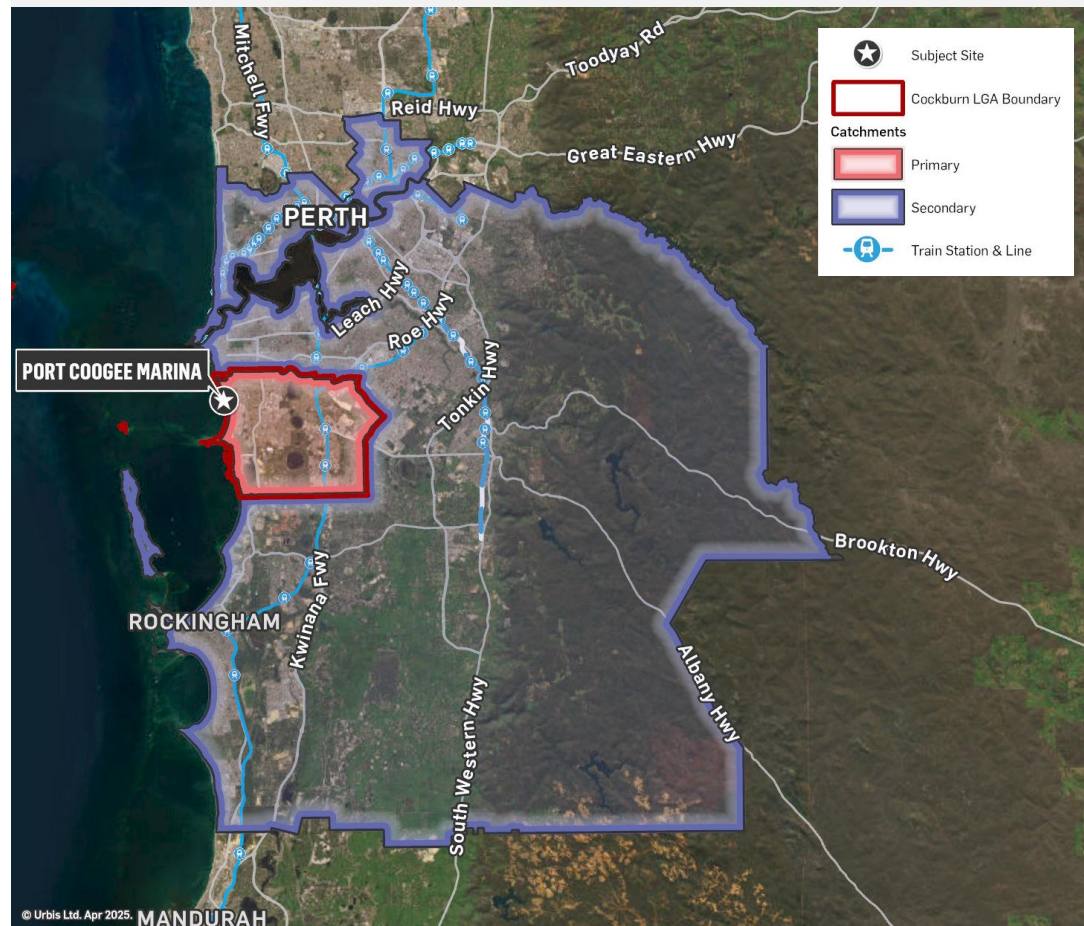 Mitchell Fwy
Toodyay Rd
Reid Hwy
Great Eastern Hwy
Subject Site
Cockburn LGA Boundary
Catchments
Primary
Secondary
Train Station & Line
PERTH
Leach Hwy
Roe Hwy
Tonkin Hwy
PORT COOGEE MARINA
Brookton Hwy
ROCKINGHAM
Kwinana Fwy
Albany Hwy
South Western Hwy
© Urbis Ltd. Apr 2025.
MANDURAH